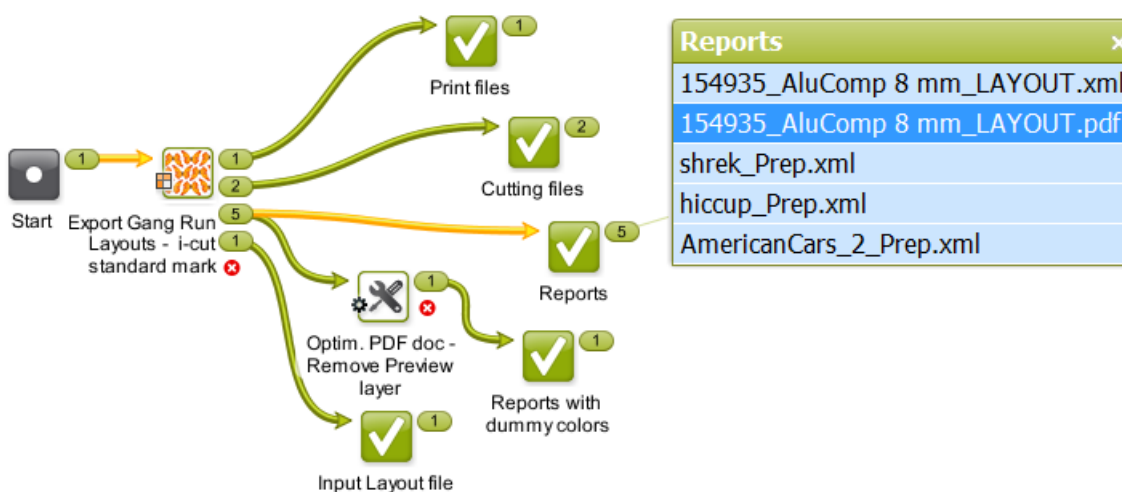 1
Print files
Reports ×
154935_AluComp 8 mm_LAYOUT.xml
154935_AluComp 8 mm_LAYOUT.pdf
shrek_Prep.xml
hiccup_Prep.xml
AmericanCars_2_Prep.xml
2
Cutting files
1
Start
1
2
5
1
Export Gang Run
Layouts - i-cut
standard mark
5
Reports
1
Optim. PDF doc -
Remove Preview
layer
1
Reports with
dummy colors
1
Input Layout file